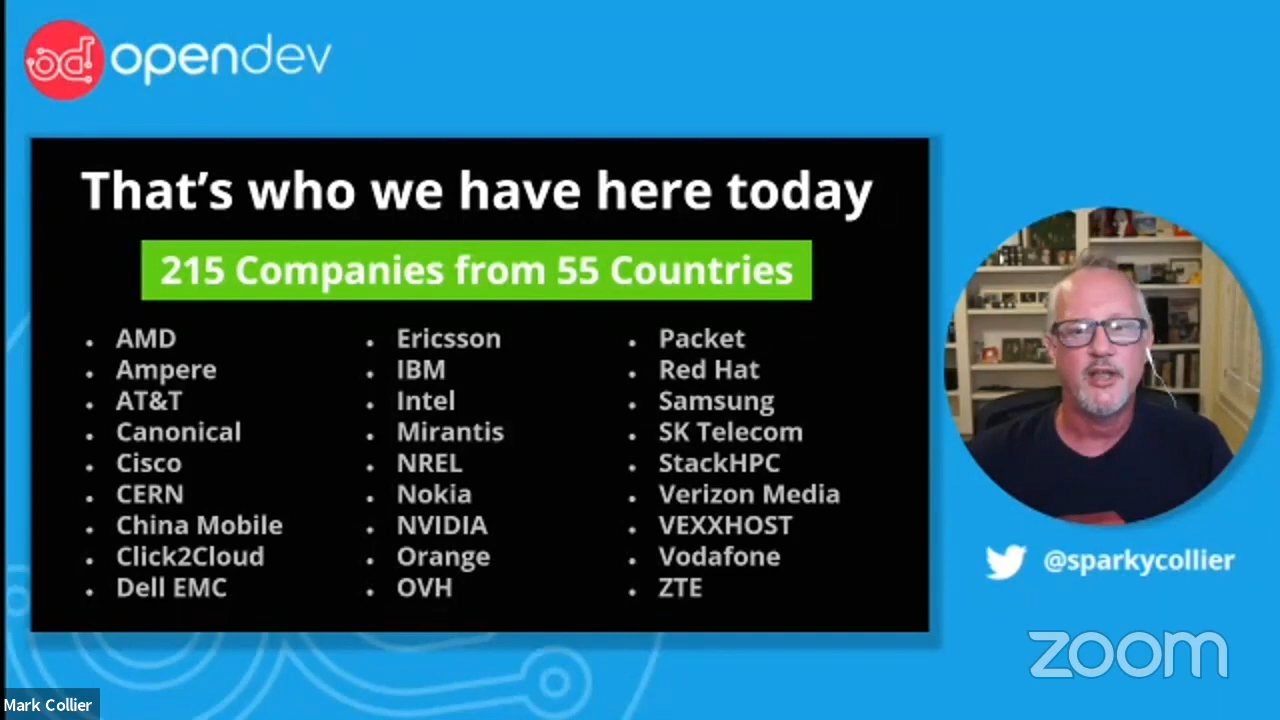 opendev
That's who we have here today
215 Companies from 55 Countries
• AMD
• Ampere
• AT&T
• Canonical
• Cisco
• CERN
• China Mobile
• Click2Cloud
• Dell EMC
• Ericsson
• IBM
• Intel
• Mirantis
• NREL
• Nokia
• NVIDIA
• Orange
• OVH
• Packet
• Red Hat
• Samsung
• SK Telecom
• StackHPC
• Verizon Media
• VEXXHOST
• Vodafone
• ZTE
@sparkycollier
zoom
Mark Collier